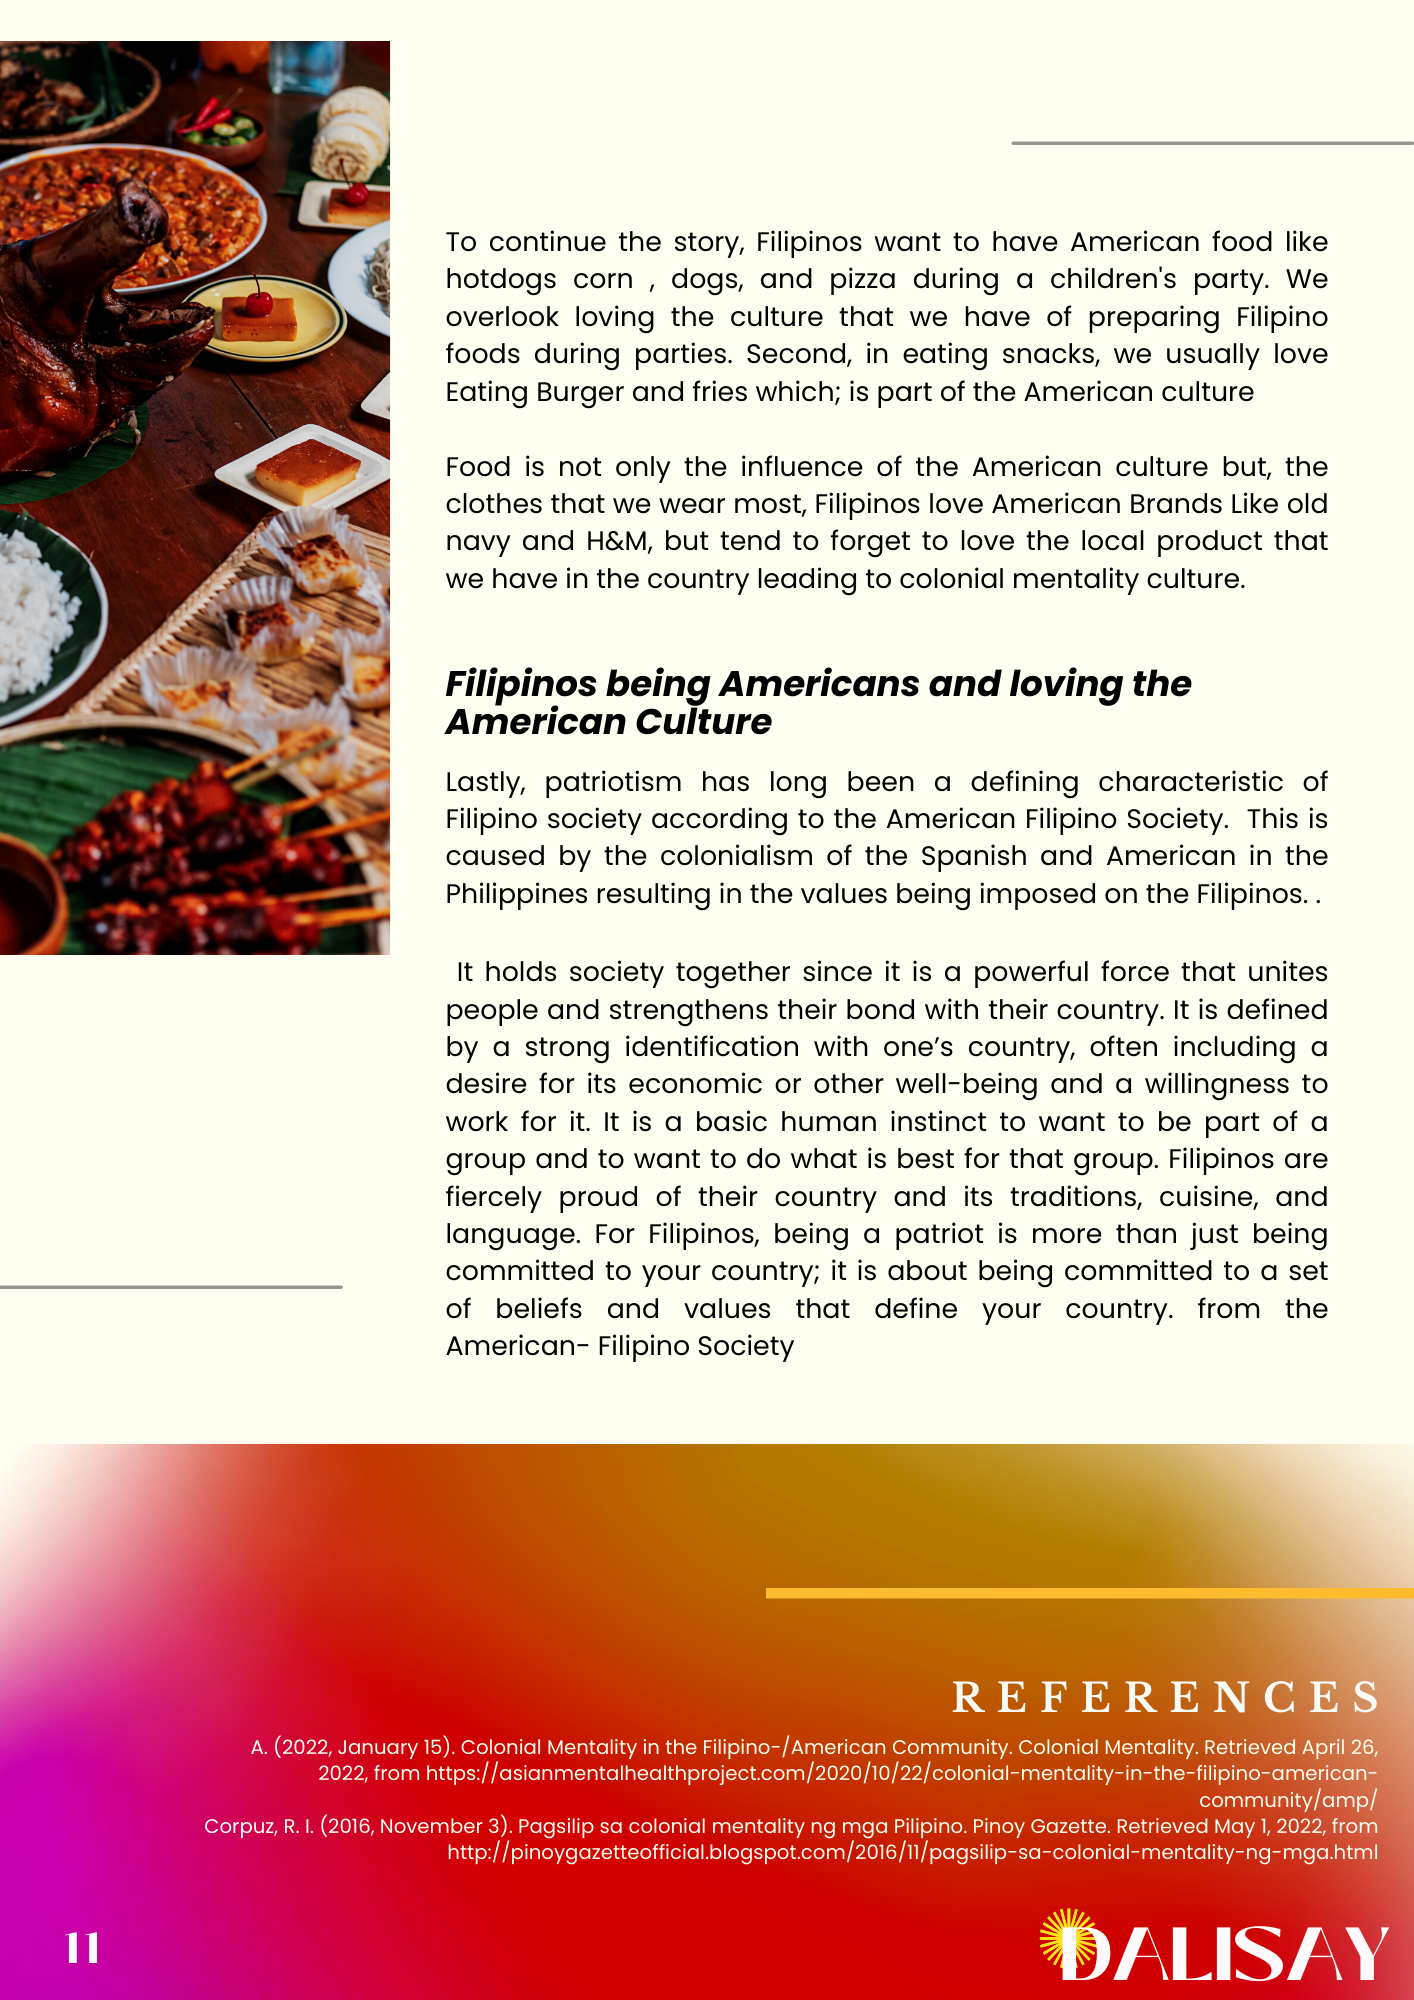 To continue the story, Filipinos want to have American food like
hotdogs corn , dogs, and pizza during a children's party. We
overlook loving the culture that we have of preparing Filipino
foods during parties. Second, in eating snacks, we usually love
Eating Burger and fries which; is part of the American culture
Food is not only the influence of the American culture but, the
clothes that we wear most, Filipinos love American Brands Like old
navy and H&M, but tend to forget to love the local product that
we have in the country leading to colonial mentality culture.
Filipinos being Americans and loving the
American Culture
Lastly, patriotism has long been a defining characteristic of
Filipino society according to the American Filipino Society. This is
caused by the colonialism of the Spanish and American in the
Philippines resulting in the values being imposed on the Filipinos. .
It holds society together since it is a powerful force that unites
people and strengthens their bond with their country. It is defined
by a strong identification with one’s country, often including a
desire for its economic or other well-being and a willingness to
work for it. It is a basic human instinct to want to be part of a
group and to want to do what is best for that group. Filipinos are
fiercely proud of their country and its traditions, cuisine, and
language. For Filipinos, being a patriot is more than just being
committed to your country; it is about being committed to a set
of beliefs and values that define your country. from the
American- Filipino Society
REFERENCES
A. (2022, January 15). Colonial Mentality in the Filipino-/American Community. Colonial Mentality. Retrieved April 26,
2022, from https://asianmentalhealthproject.com/2020/10/22/colonial-mentality-in-the-filipino-american-
community/amp/
Corpuz, R. I. (2016, November 3). Pagsilip sa colonial mentality ng mga Pilipino. Pinoy Gazette. Retrieved May 1, 2022, from
http://pinoygazetteofficial.blogspot.com/2016/11/pagsilip-sa-colonial-mentality-ng-mga.html
11
DALISAY